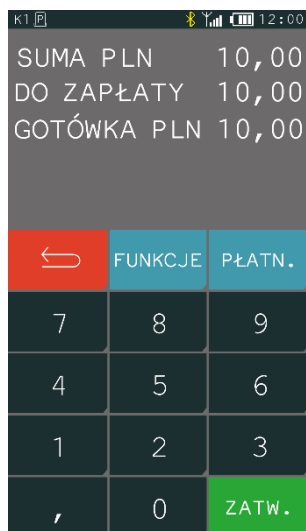 K1 P 12:00
SUMA PLN 10,00
DO ZAPŁATY 10,00
GOTÓWKA PLN 10,00
FUNKCJE PŁATN.
7 8 9
4 5 6
1 2 3
, 0 ZATW.